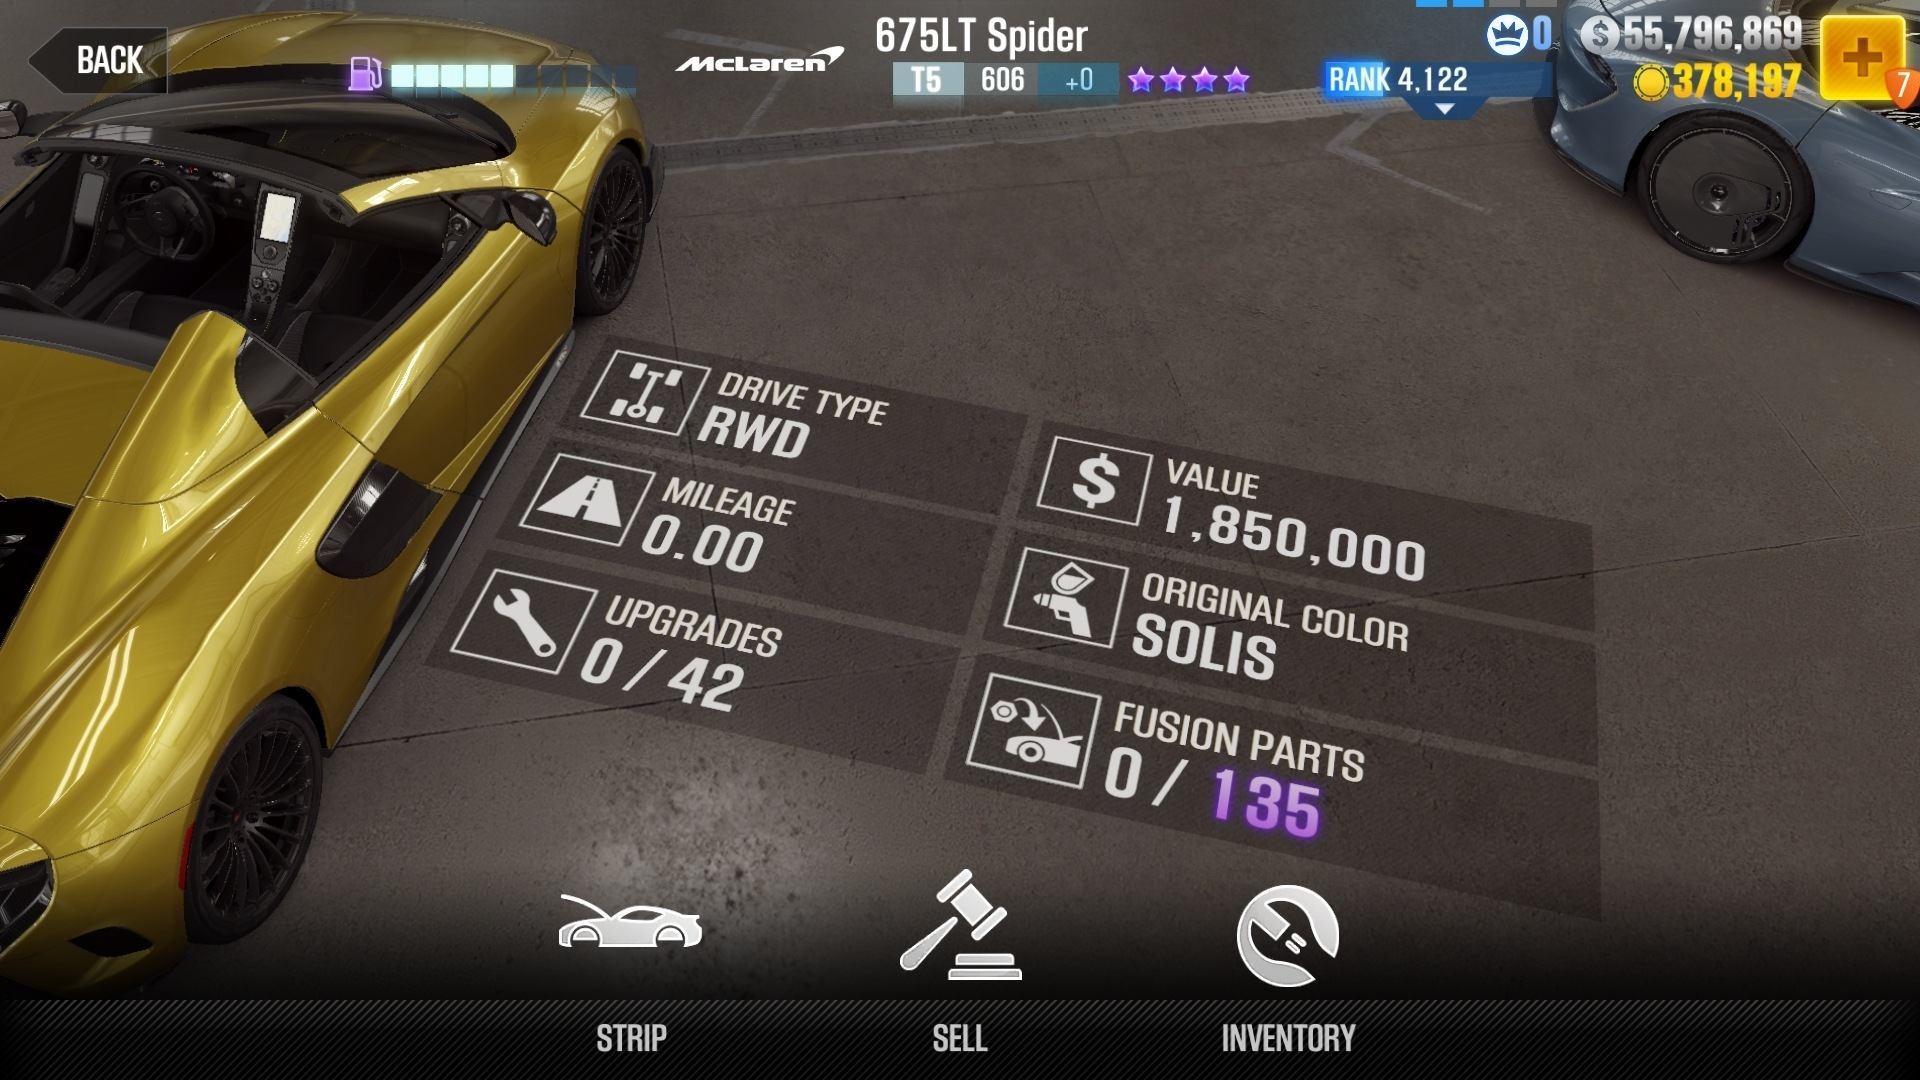 BACK
McLaren
675LT Spider
T5 606 +0
RANK 4,122
0
55,796,869
378,197
7
DRIVE TYPE
RWD
MILEAGE
0.00
UPGRADES
0 / 42
$
VALUE
1,850,000
ORIGINAL COLOR
SOLIS
FUSION PARTS
0 / 135
STRIP
SELL
INVENTORY